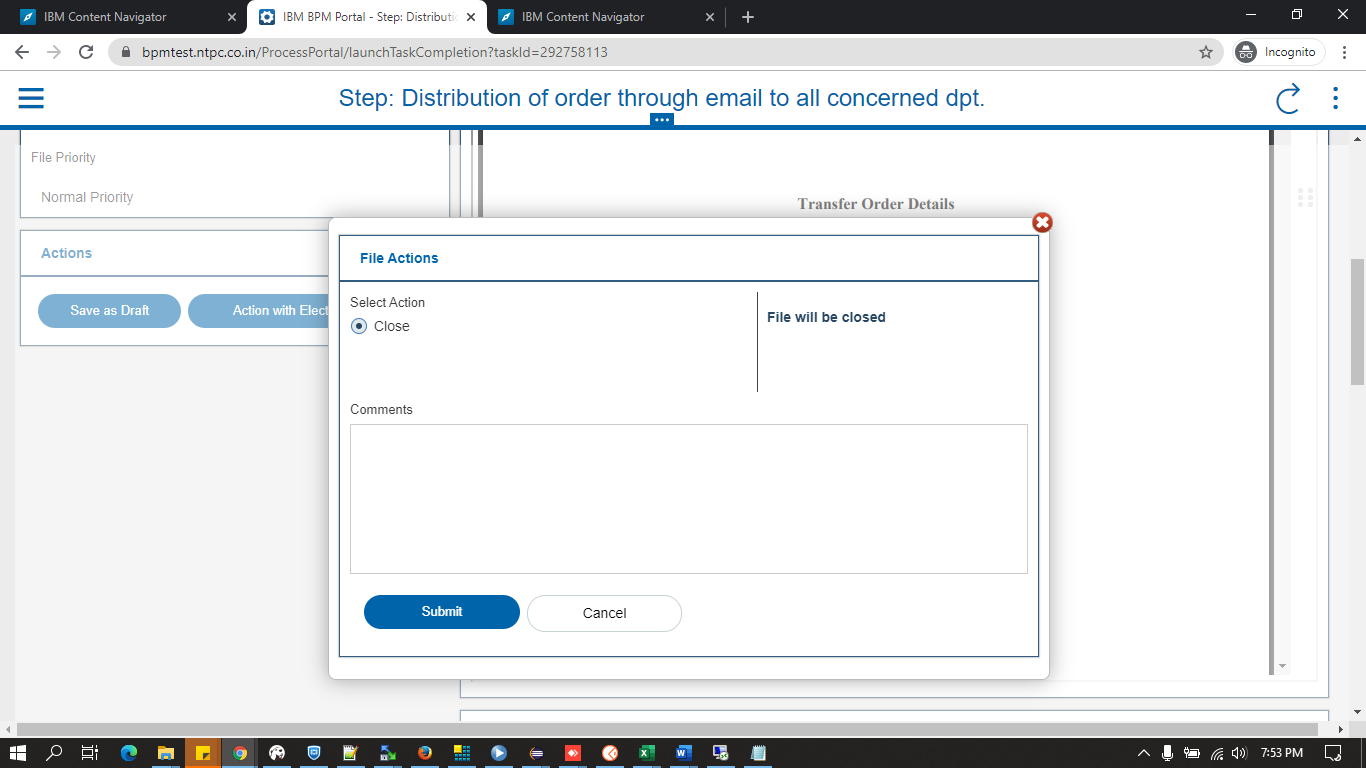 IBM Content Navigator
IBM BPM Portal - Step: Distributi
IBM Content Navigator
bpmtest.ntpc.co.in/ProcessPortal/launchTaskCompletion?taskId=292758113
Incognito
Step: Distribution of order through email to all concerned dpt.
File Priority
Normal Priority
Transfer Order Details
Actions
Save as Draft
Action with Elect
File Actions
Select Action
Close
File will be closed
Comments
Submit
Cancel
7:53 PM